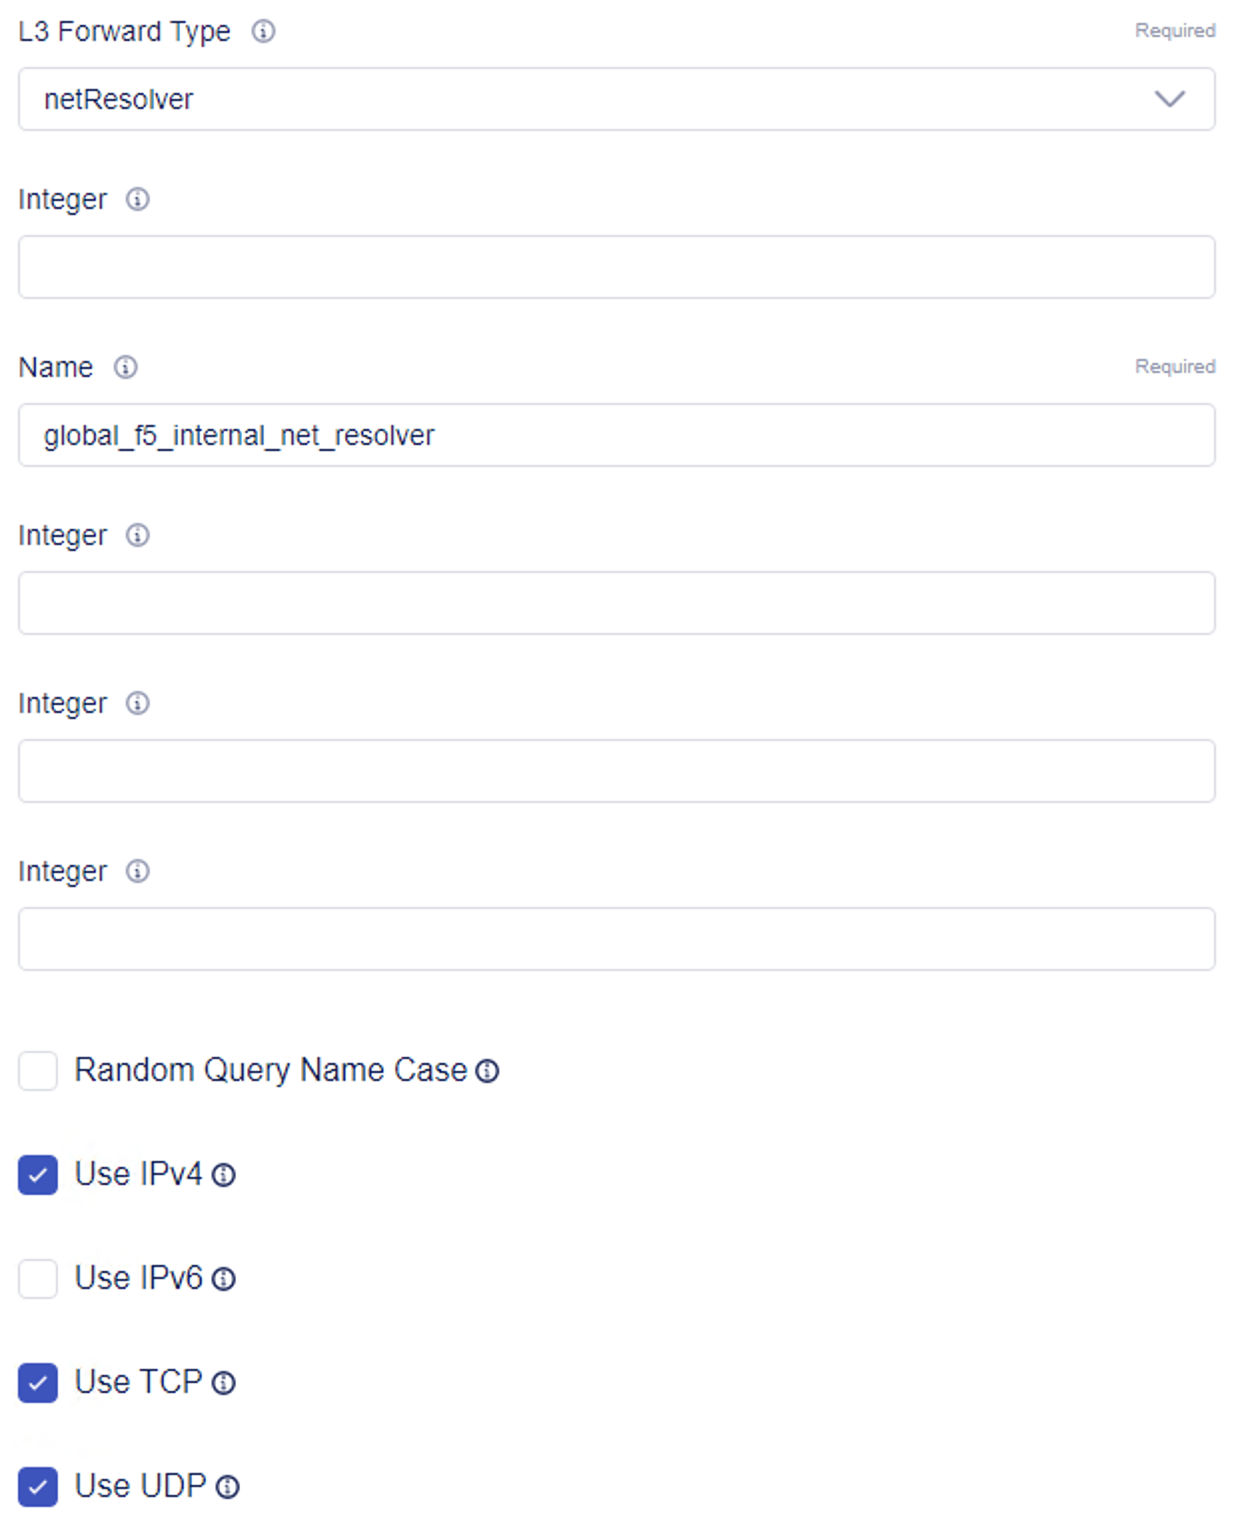 L3 Forward Type Required
netResolver
Integer
Name Required
global_f5_internal_net_resolver
Integer
Integer
Integer
Random Query Name Case
Use IPv4
Use IPv6
Use TCP
Use UDP